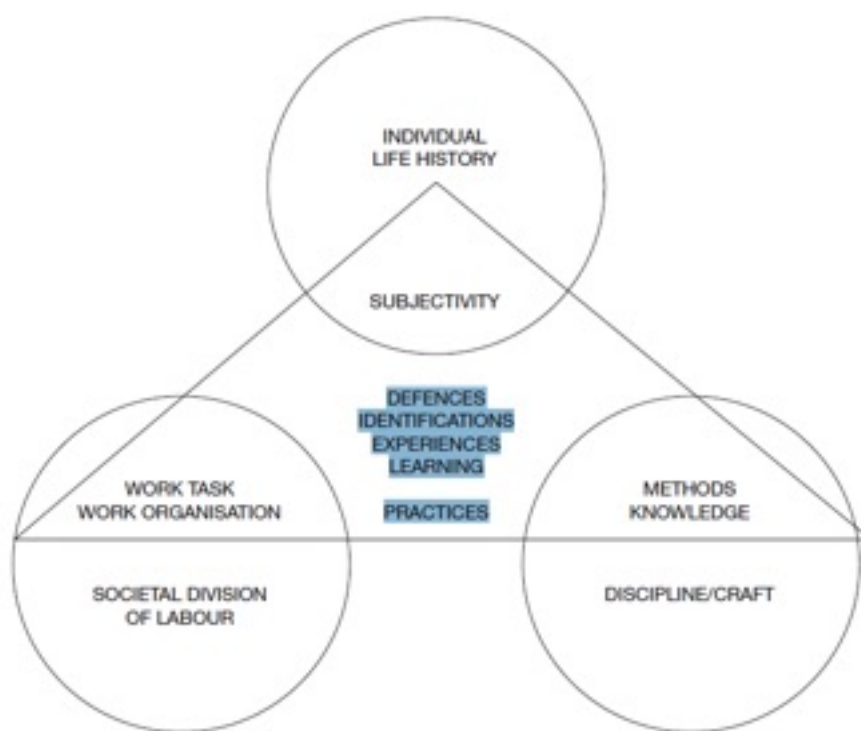 INDIVIDUAL
LIFE HISTORY
SUBJECTIVITY
DEFENCES
IDENTIFICATIONS
EXPERIENCES
LEARNING
PRACTICES
WORK TASK
WORK ORGANISATION
SOCIETAL DIVISION
OF LABOUR
METHODS
KNOWLEDGE
DISCIPLINE/CRAFT